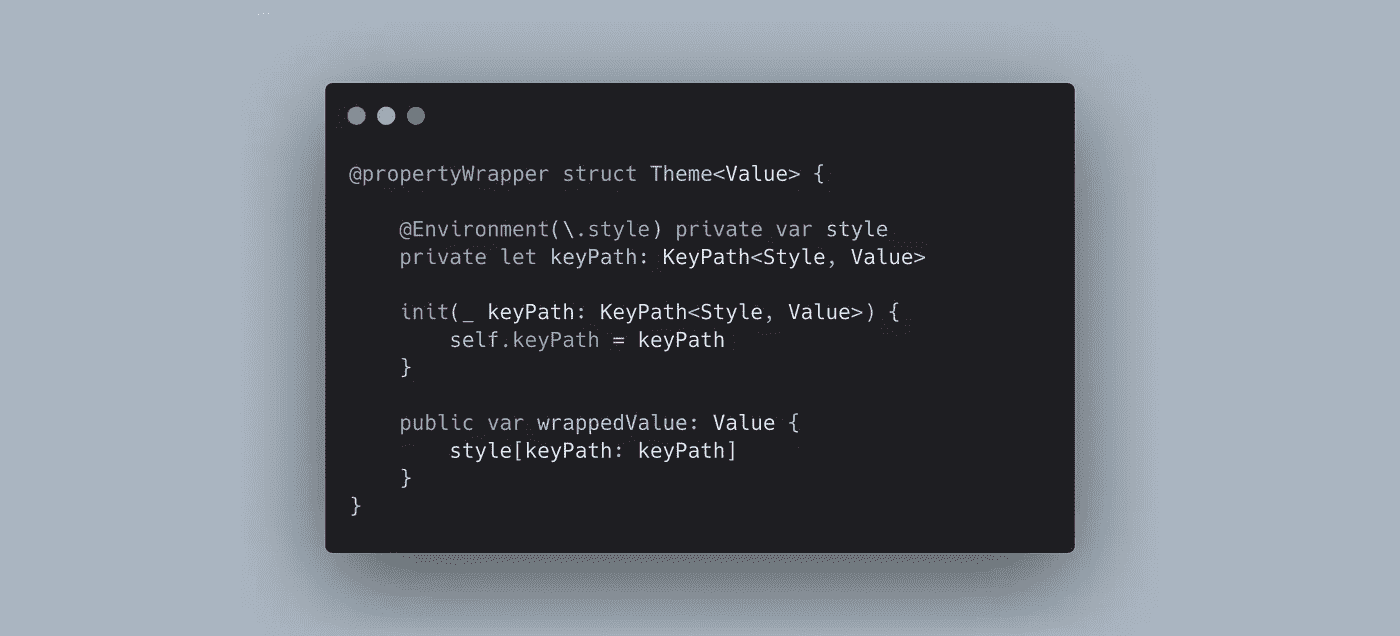 @propertyWrapper struct Theme<Value> {
@Environment(\.style) private var style
private let keyPath: KeyPath<Style, Value>
init(_ keyPath: KeyPath<Style, Value>) {
self.keyPath = keyPath
}
public var wrappedValue: Value {
style[keyPath: keyPath]
}
}